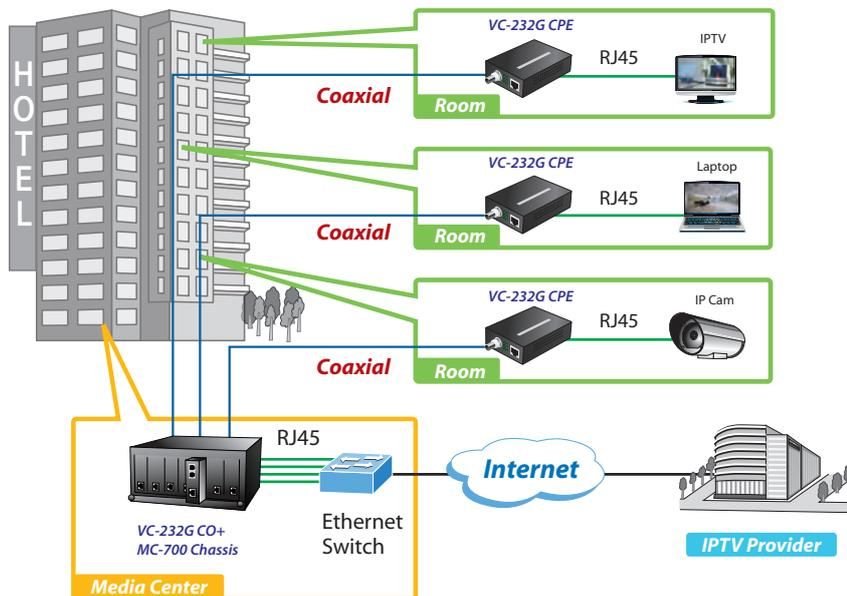 HOTEL
VC-232G CPE
IPTV
RJ45
Coaxial
Room
VC-232G CPE
Laptop
RJ45
Coaxial
Room
VC-232G CPE
IP Cam
RJ45
Coaxial
Room
RJ45
Internet
VC-232G CO+
MC-700 Chassis
Ethernet
Switch
IPTV Provider
Media Center